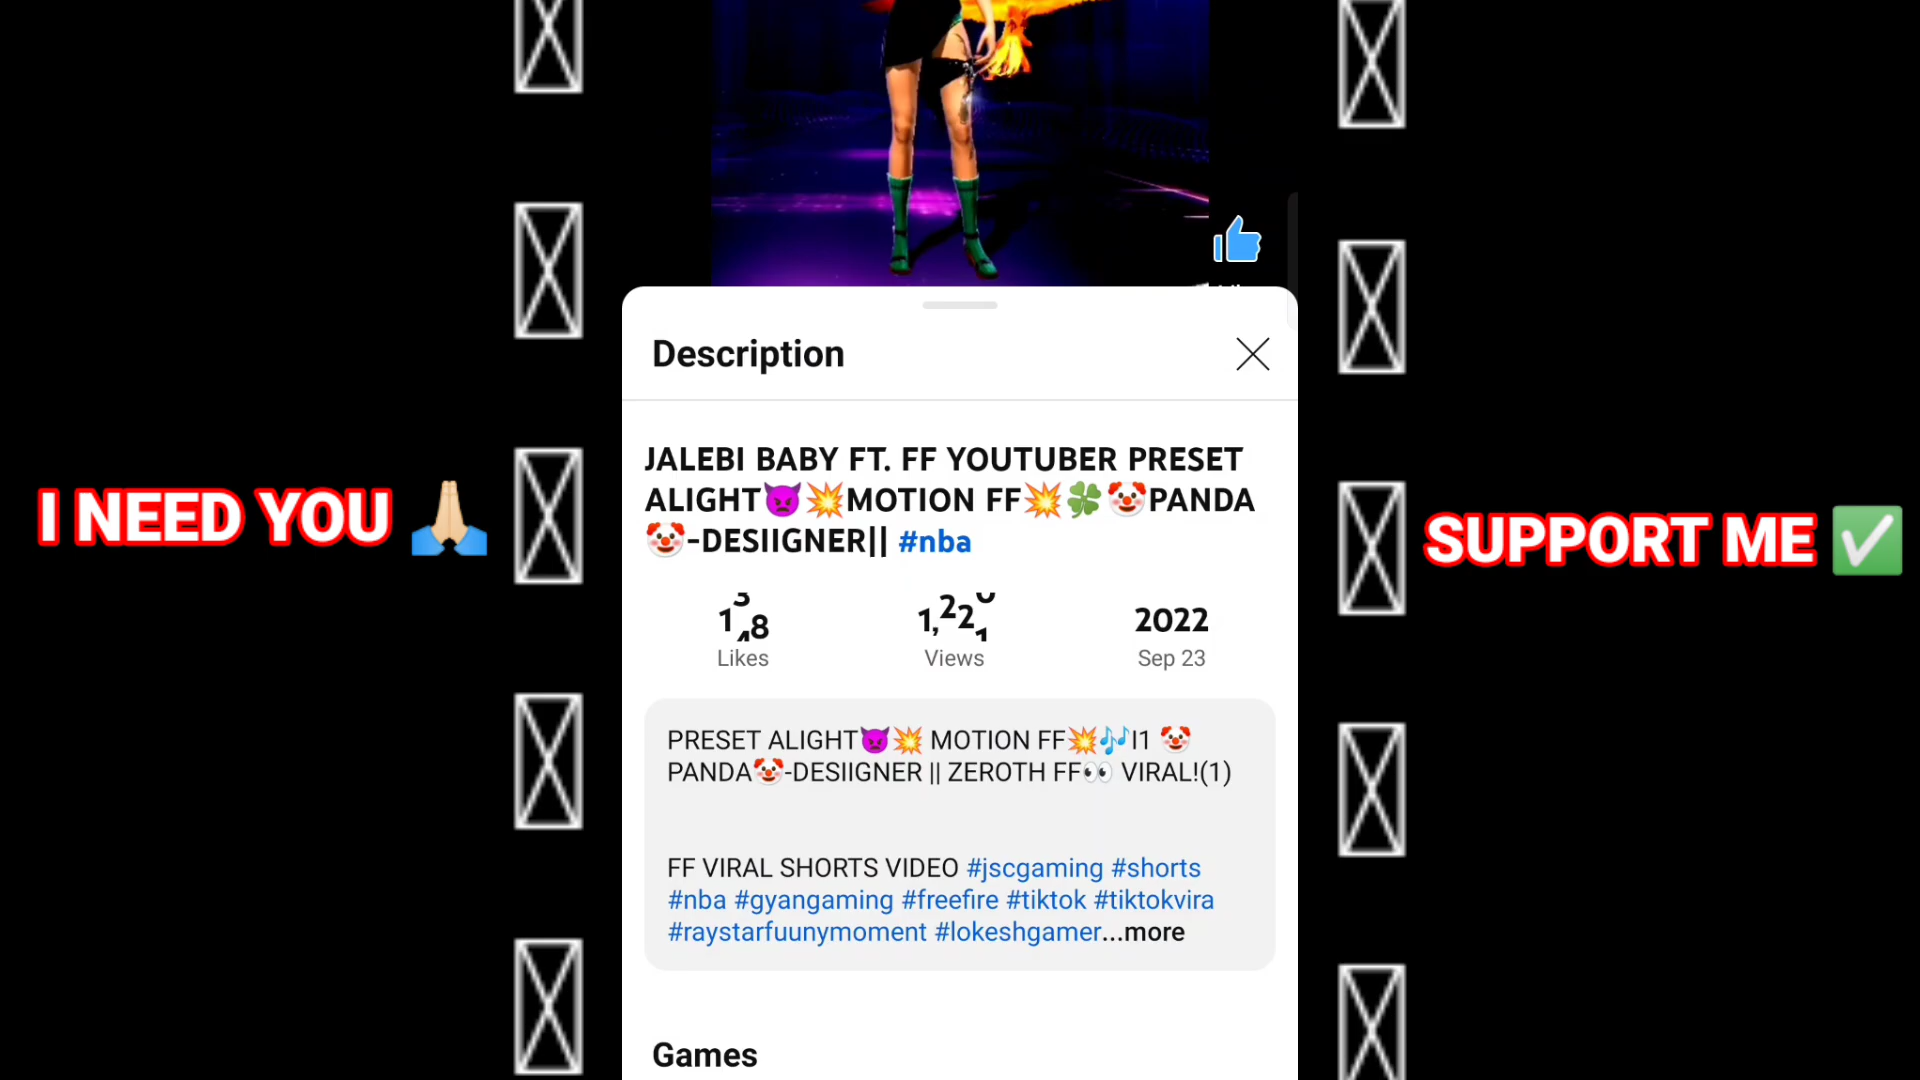 Description
JALEBI BABY FT. FF YOUTUBER PRESET
ALIGHT👿💥MOTION FF💥🍀🤡PANDA
🤡-DESIIGNER|| #nba
2022
Likes
Views
Sep 23
PRESET ALIGHT👿💥 MOTION FF💥🎶I1 🤡
PANDA🤡-DESIIGNER || ZEROTH FF👀 VIRAL!(1)
FF VIRAL SHORTS VIDEO #jscgaming #shorts
#nba #gyangaming #freefire #tiktok #tiktokvira
#raystarfuunymoment #lokeshgamer...more
Games
I NEED YOU 🙏🏼
SUPPORT ME ✅